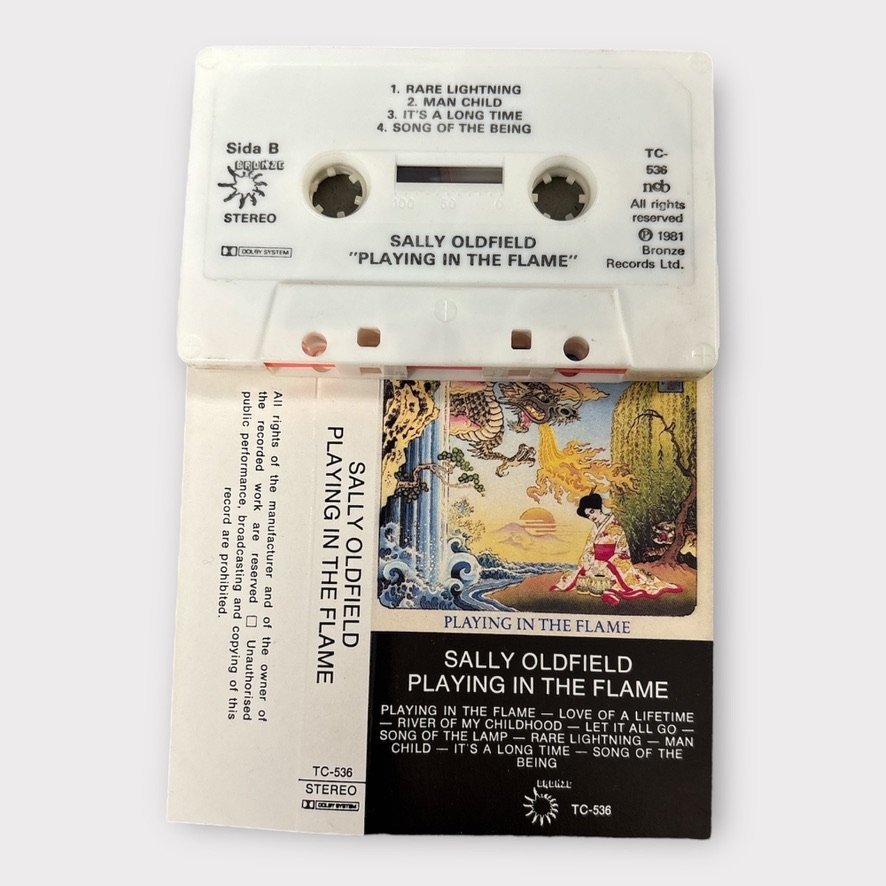 1. RARE LIGHTNING
2. MAN CHILD
3. IT'S A LONG TIME
4. SONG OF THE BEING
Sida B
BRONZE
STEREO
DOLBY SYSTEM
TC-
536
ncb
All rights
reserved
℗ 1981
Bronze
Records Ltd.
SALLY OLDFIELD
"PLAYING IN THE FLAME"
100 50 0
All rights of the manufacturer and of the owner of
the recorded work are reserved □ Unauthorised
public performance, broadcasting and copying of this
record are prohibited.
SALLY OLDFIELD
PLAYING IN THE FLAME
TC-536
STEREO
DOLBY SYSTEM
PLAYING IN THE FLAME
SALLY OLDFIELD
PLAYING IN THE FLAME
PLAYING IN THE FLAME — LOVE OF A LIFETIME
— RIVER OF MY CHILDHOOD — LET IT ALL GO —
SONG OF THE LAMP — RARE LIGHTNING — MAN
CHILD — IT'S A LONG TIME — SONG OF THE
BEING
BRONZE
TC-536